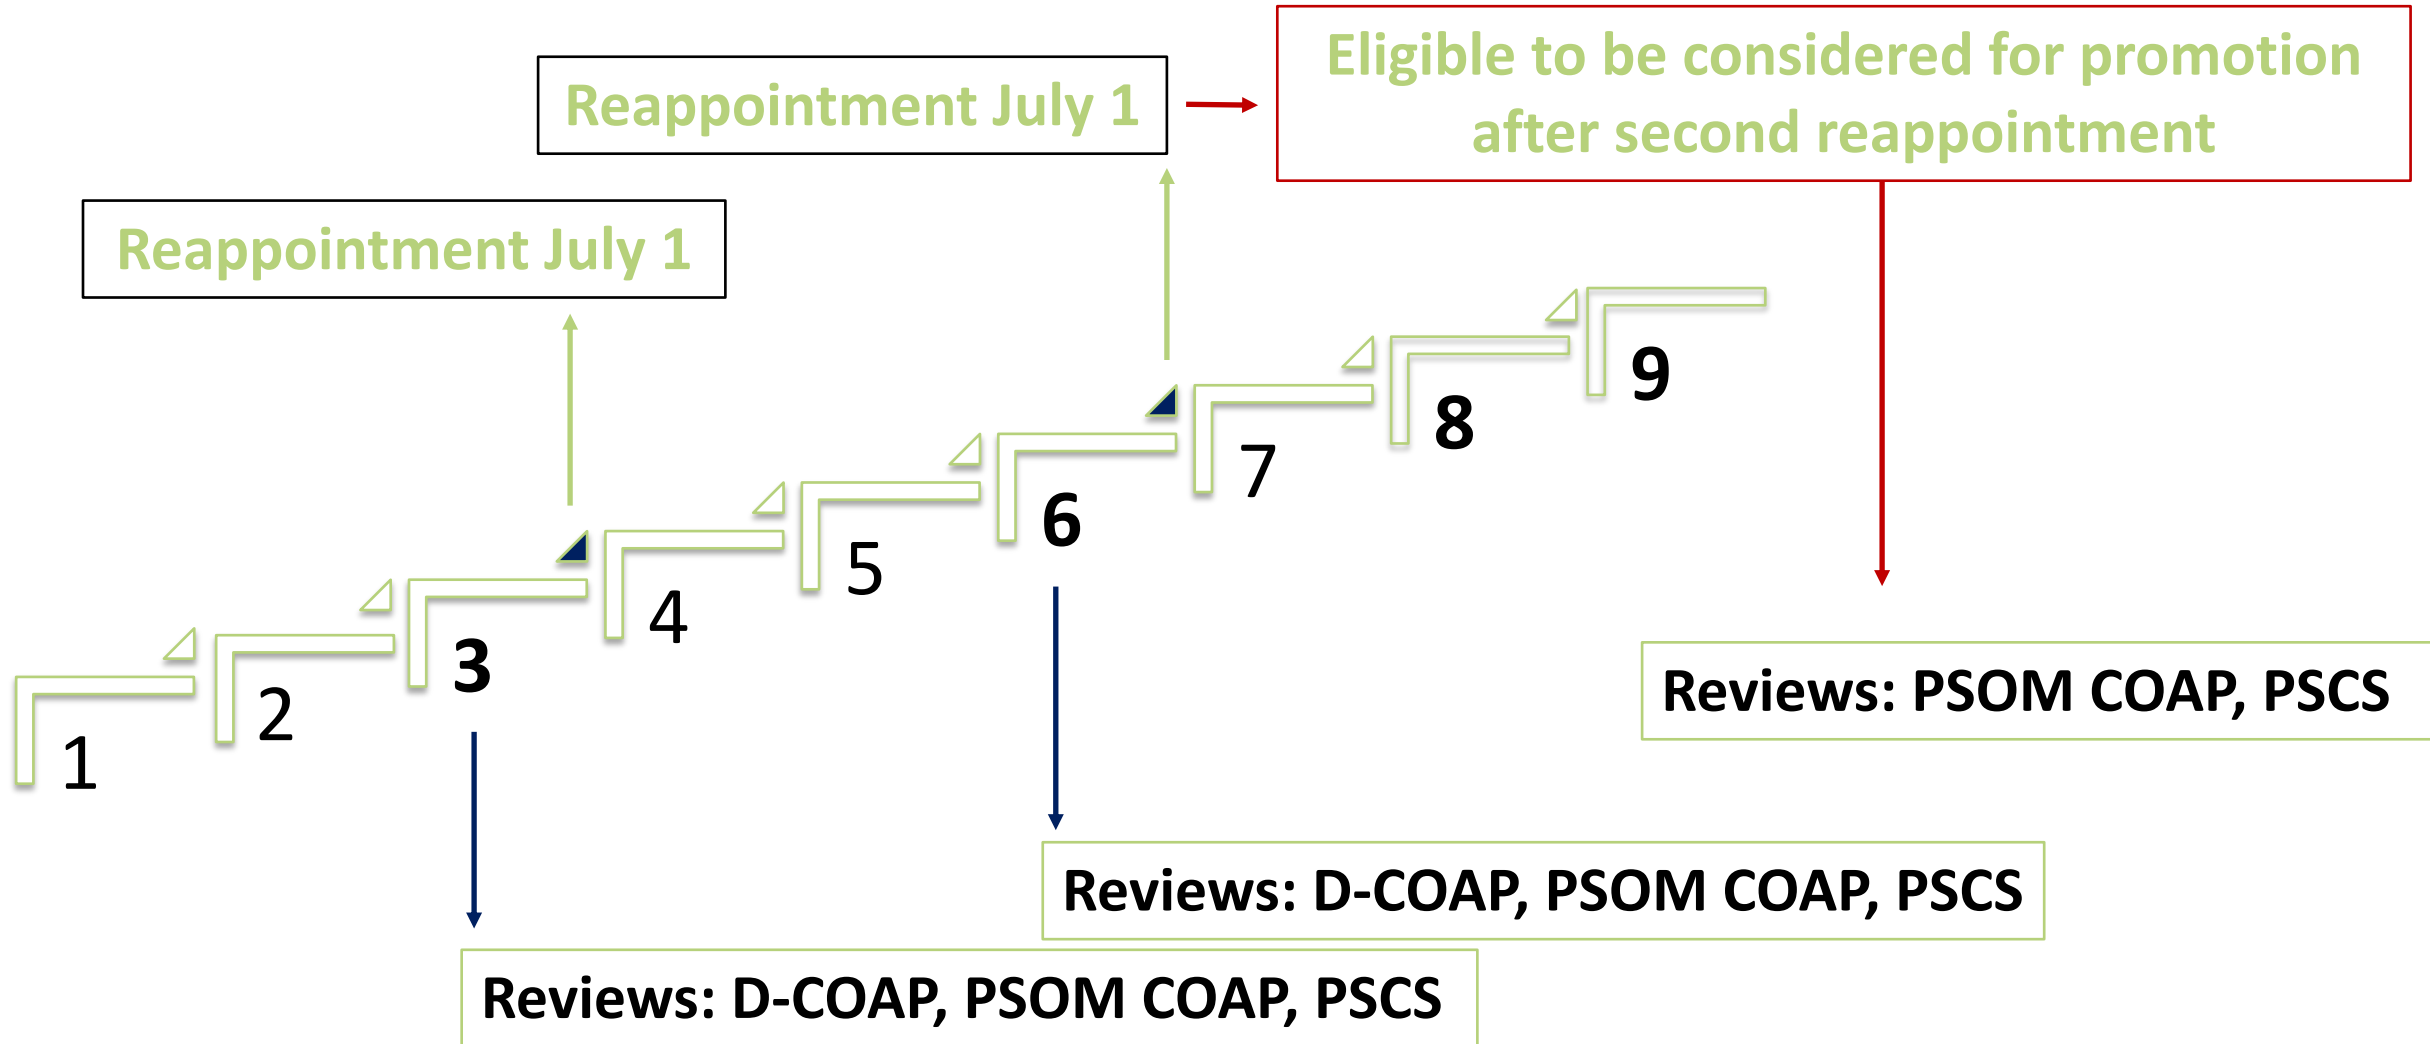 Eligible to be considered for promotion
after second reappointment
Reappointment July 1
Reappointment July 1
1
2
3
4
5
6
7
8
9
Reviews: PSOM COAP, PSCS
Reviews: D-COAP, PSOM COAP, PSCS
Reviews: D-COAP, PSOM COAP, PSCS